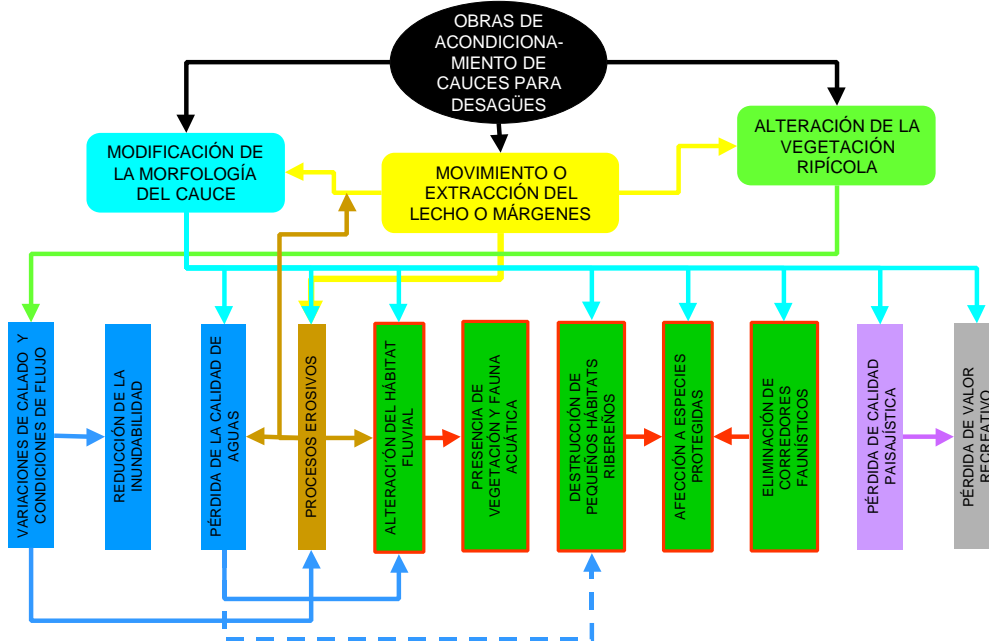 OBRAS DE
ACONDICIONA-
MIENTO DE
CAUCES PARA
DESAGÜES
MODIFICACIÓN DE
LA MORFOLOGÍA
DEL CAUCE
MOVIMIENTO O
EXTRACCIÓN DEL
LECHO O MÁRGENES
ALTERACIÓN DE LA
VEGETACIÓN
RIPÍCOLA
VARIACIONES DE CALADO Y
CONDICIONES DE FLUJO
REDUCCIÓN DE LA
INUNDABILIDAD
PÉRDIDA DE LA CALIDAD DE
AGUAS
PROCESOS EROSIVOS
ALTERACIÓN DEL HÁBITAT
FLUVIAL
PRESENCIA DE
VEGETACIÓN Y FAUNA
ACUÁTICA
DESTRUCCIÓN DE
PEQUEÑOS HÁBITATS
RIBEREÑOS
AFECCIÓN A ESPECIES
PROTEGIDAS
ELIMINACIÓN DE
CORREDORES
FAUNÍSTICOS
PÉRDIDA DE CALIDAD
PAISAJÍSTICA
PÉRDIDA DE VALOR
RECREATIVO